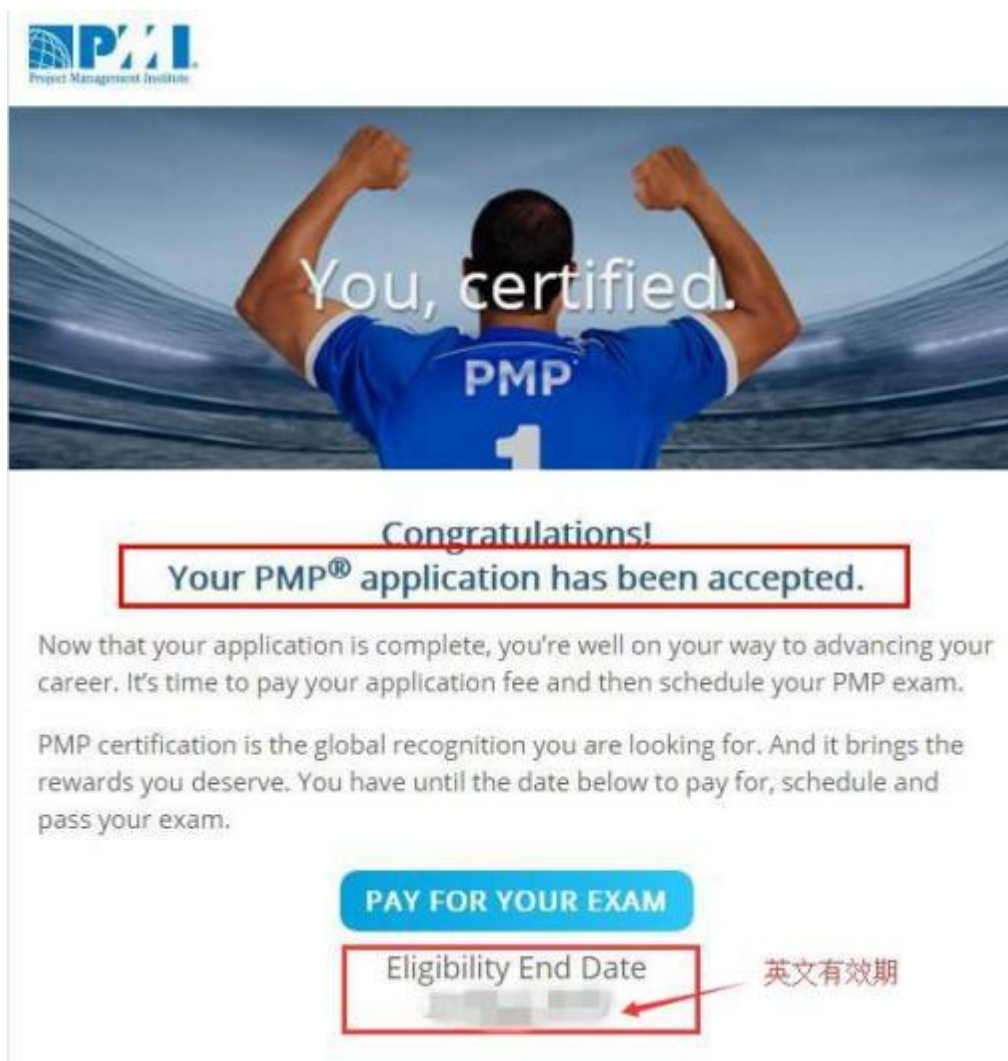 PMI
Project Management Institute
You, certified.
PMP
1
Congratulations!
Your PMP® application has been accepted.
Now that your application is complete, you’re well on your way to advancing your
career. It’s time to pay your application fee and then schedule your PMP exam.
PMP certification is the global recognition you are looking for. And it brings the
rewards you deserve. You have until the date below to pay for, schedule and
pass your exam.
PAY FOR YOUR EXAM
Eligibility End Date
英文有效期